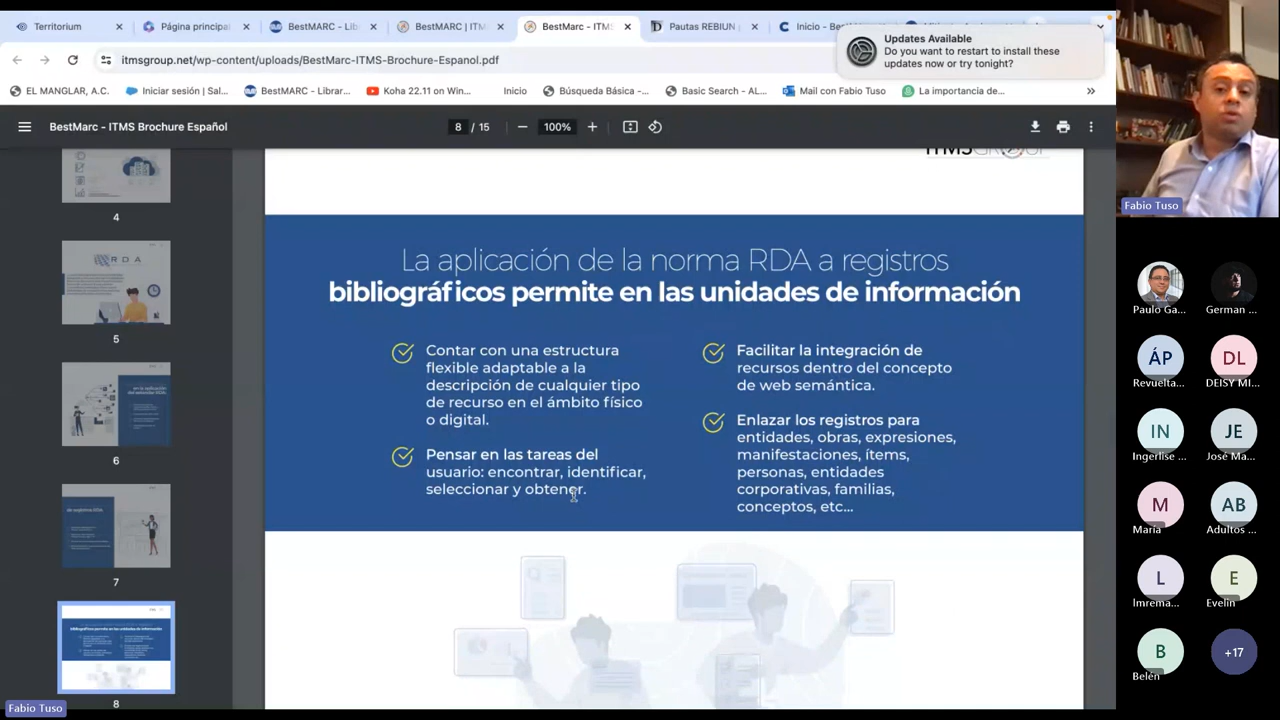 Territorium
Página principal
BestMARC - Lib
BestMARC | ITM
BestMarc - ITMS
Pautas REBIUN
Inicio - BestM
Updates Available
Do you want to restart to install these
updates now or try tonight?
itmsgroup.net/wp-content/uploads/BestMarc-ITMS-Brochure-Espanol.pdf
EL MANGLAR, A.C.
Iniciar sesión | Sal...
BestMARC - Librar...
Koha 22.11 on Win...
Inicio
Búsqueda Básica -...
Basic Search - AL...
Mail con Fabio Tuso
La importancia de...
BestMarc - ITMS Brochure Español
8 / 15
100%
4
RDA
5
6
7
8
ITMSGROUP
La aplicación de la norma RDA a registros
bibliográficos permite en las unidades de información
Contar con una estructura
flexible adaptable a la
descripción de cualquier tipo
de recurso en el ámbito físico
o digital.
Pensar en las tareas del
usuario: encontrar, identificar,
seleccionar y obtener.
Facilitar la integración de
recursos dentro del concepto
de web semántica.
Enlazar los registros para
entidades, obras, expresiones,
manifestaciones, ítems,
personas, entidades
corporativas, familias,
conceptos, etc...
Fabio Tuso
Paulo Ga...
German ...
ÁP
Revuelta...
DL
DEISY MI...
IN
Ingerlise ...
JE
José Ma...
M
Maria
AB
Adultos ...
L
lmrema...
E
Evelin
B
Belén
+17
Fabio Tuso